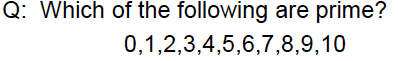 Q: Which of the following are prime?
0,1,2,3,4,5,6,7,8,9,10